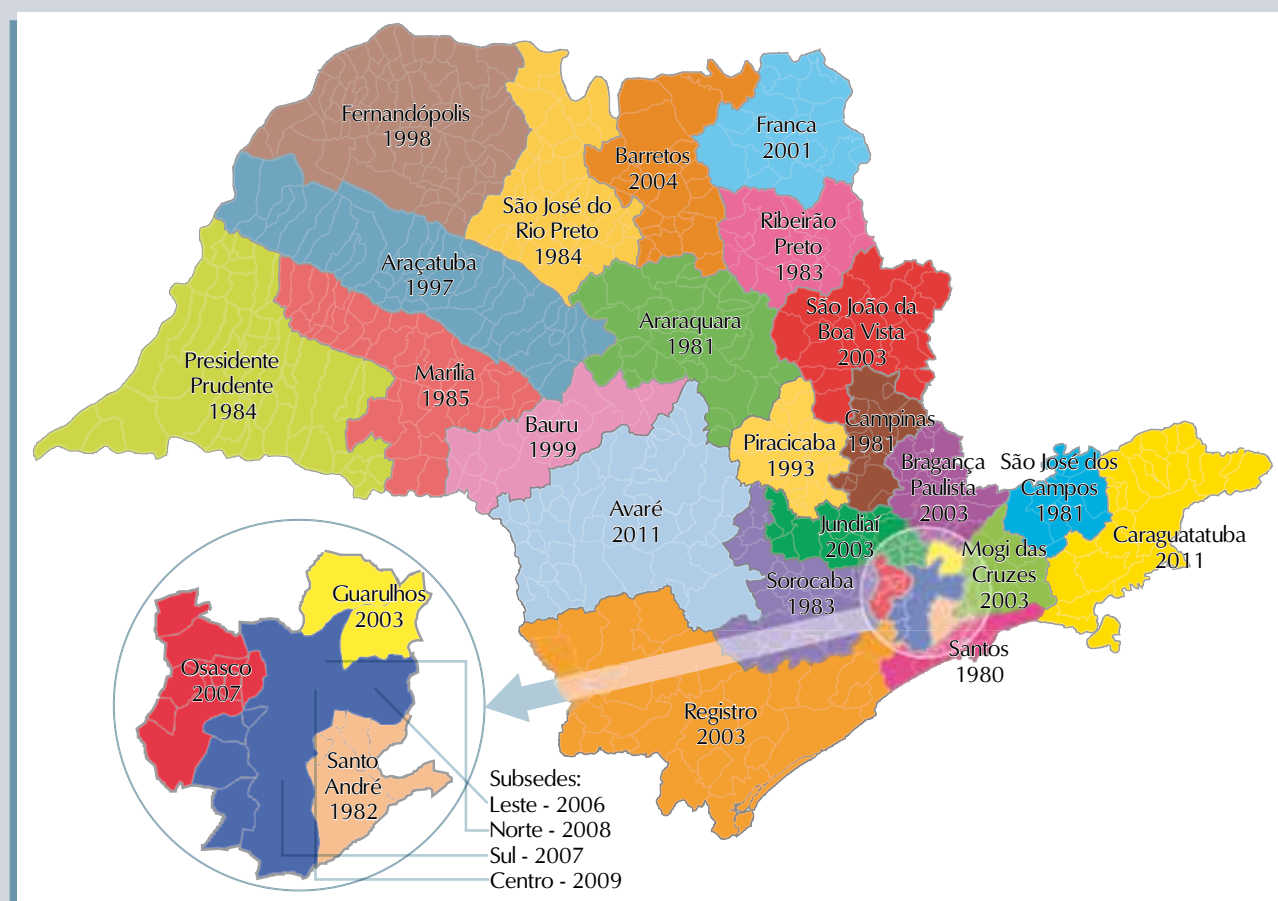 Fernandópolis
1998
São José do
Rio Preto
1984
Barretos
2004
Franca
2001
Ribeirão
Preto
1983
Araçatuba
1997
Araraquara
1981
São João da
Boa Vista
2003
Presidente
Prudente
1984
Marília
1985
Bauru
1999
Piracicaba
1993
Campinas
1981
Bragança
Paulista
2003
São José dos
Campos
1981
Caraguatatuba
2011
Avaré
2011
Jundiaí
2003
Mogi das
Cruzes
2003
Sorocaba
1983
Santos
1980
Registro
2003
Guarulhos
2003
Osasco
2007
Santo
André
1982
Subsedes:
Leste - 2006
Norte - 2008
Sul - 2007
Centro - 2009